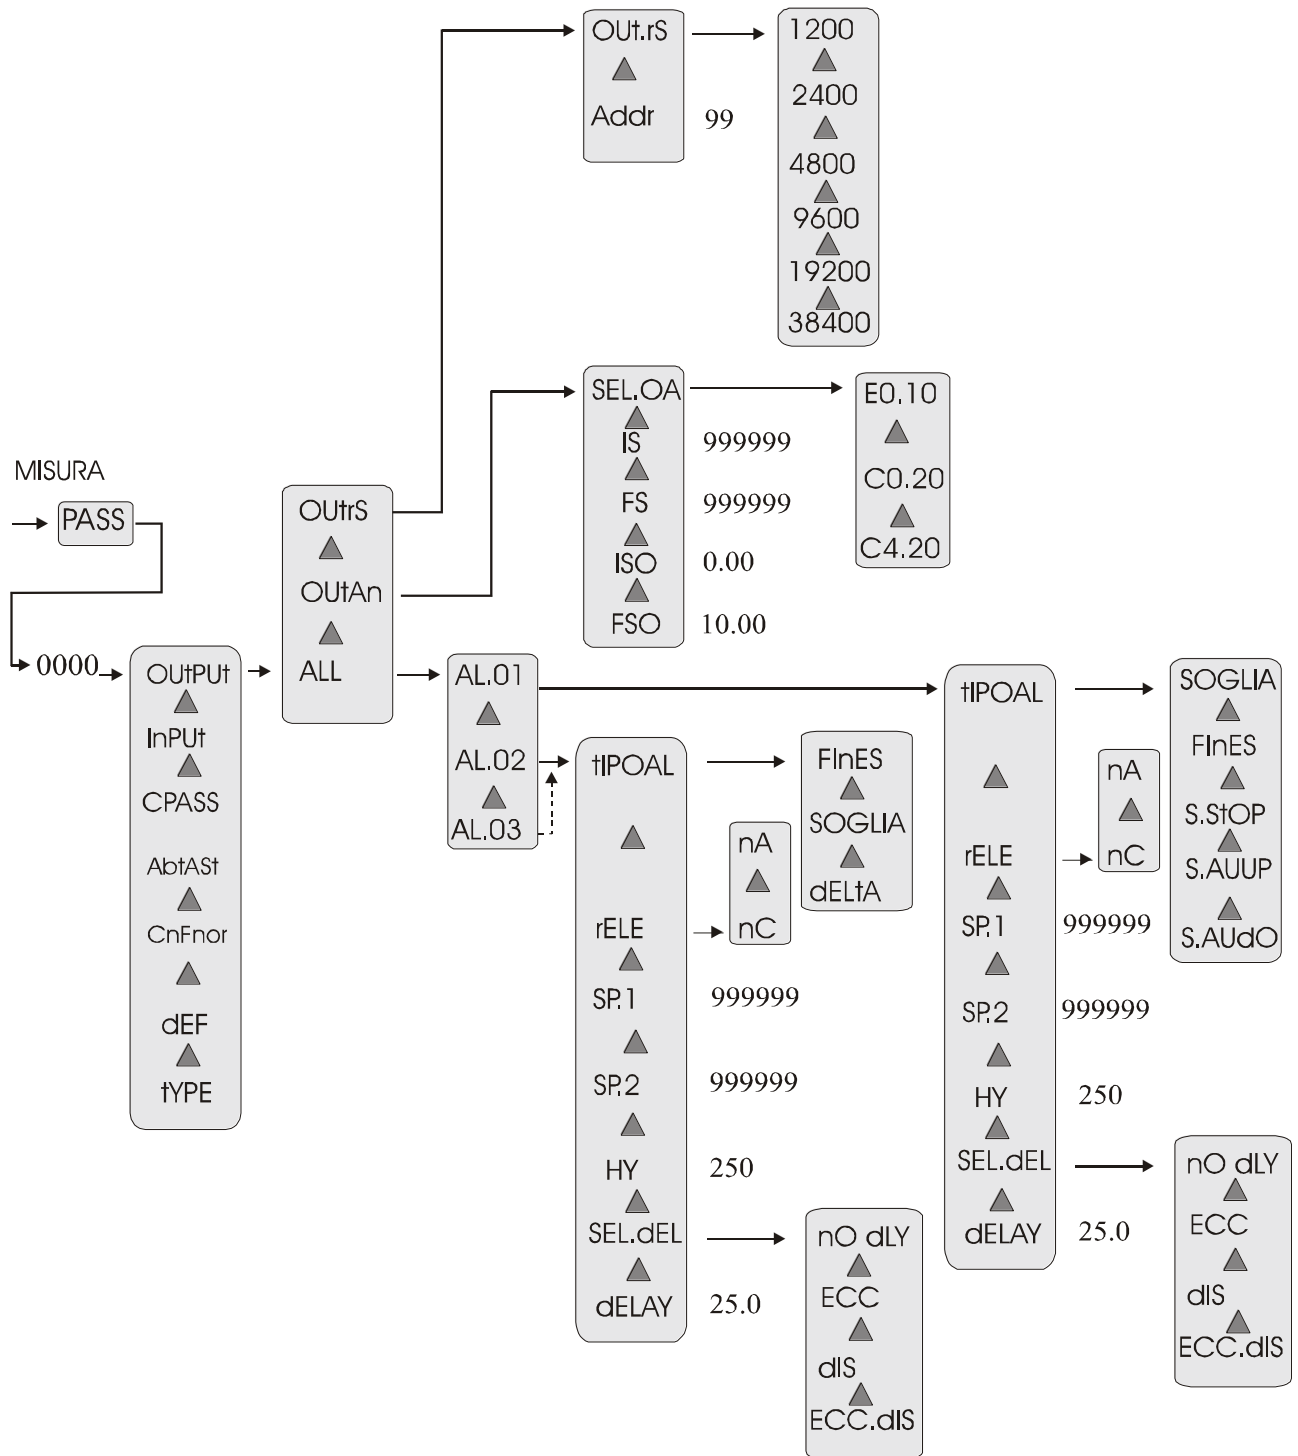 OUt.rS
Addr
99
1200
2400
4800
9600
19200
38400
SEL.OA
IS
999999
FS
999999
ISO
0.00
FSO
10.00
E0.10
C0.20
C4.20
MISURA
PASS
0000
OUtPUt
InPUt
CPASS
AbtASt
CnFnor
dEF
tYPE
OUtrS
OUtAn
ALL
AL.01
AL.02
AL.03
tIPOAL
rELE
SP.1
999999
SP.2
999999
HY
250
SEL.dEL
dELAY
25.0
FInES
SOGLIA
dELtA
nA
nC
nO dLY
ECC
dIS
ECC.dIS
tIPOAL
rELE
SP.1
999999
SP.2
999999
HY
250
SEL.dEL
dELAY
25.0
nA
nC
SOGLIA
FInES
S.StOP
S.AUUP
S.AUdO
nO dLY
ECC
dIS
ECC.dIS